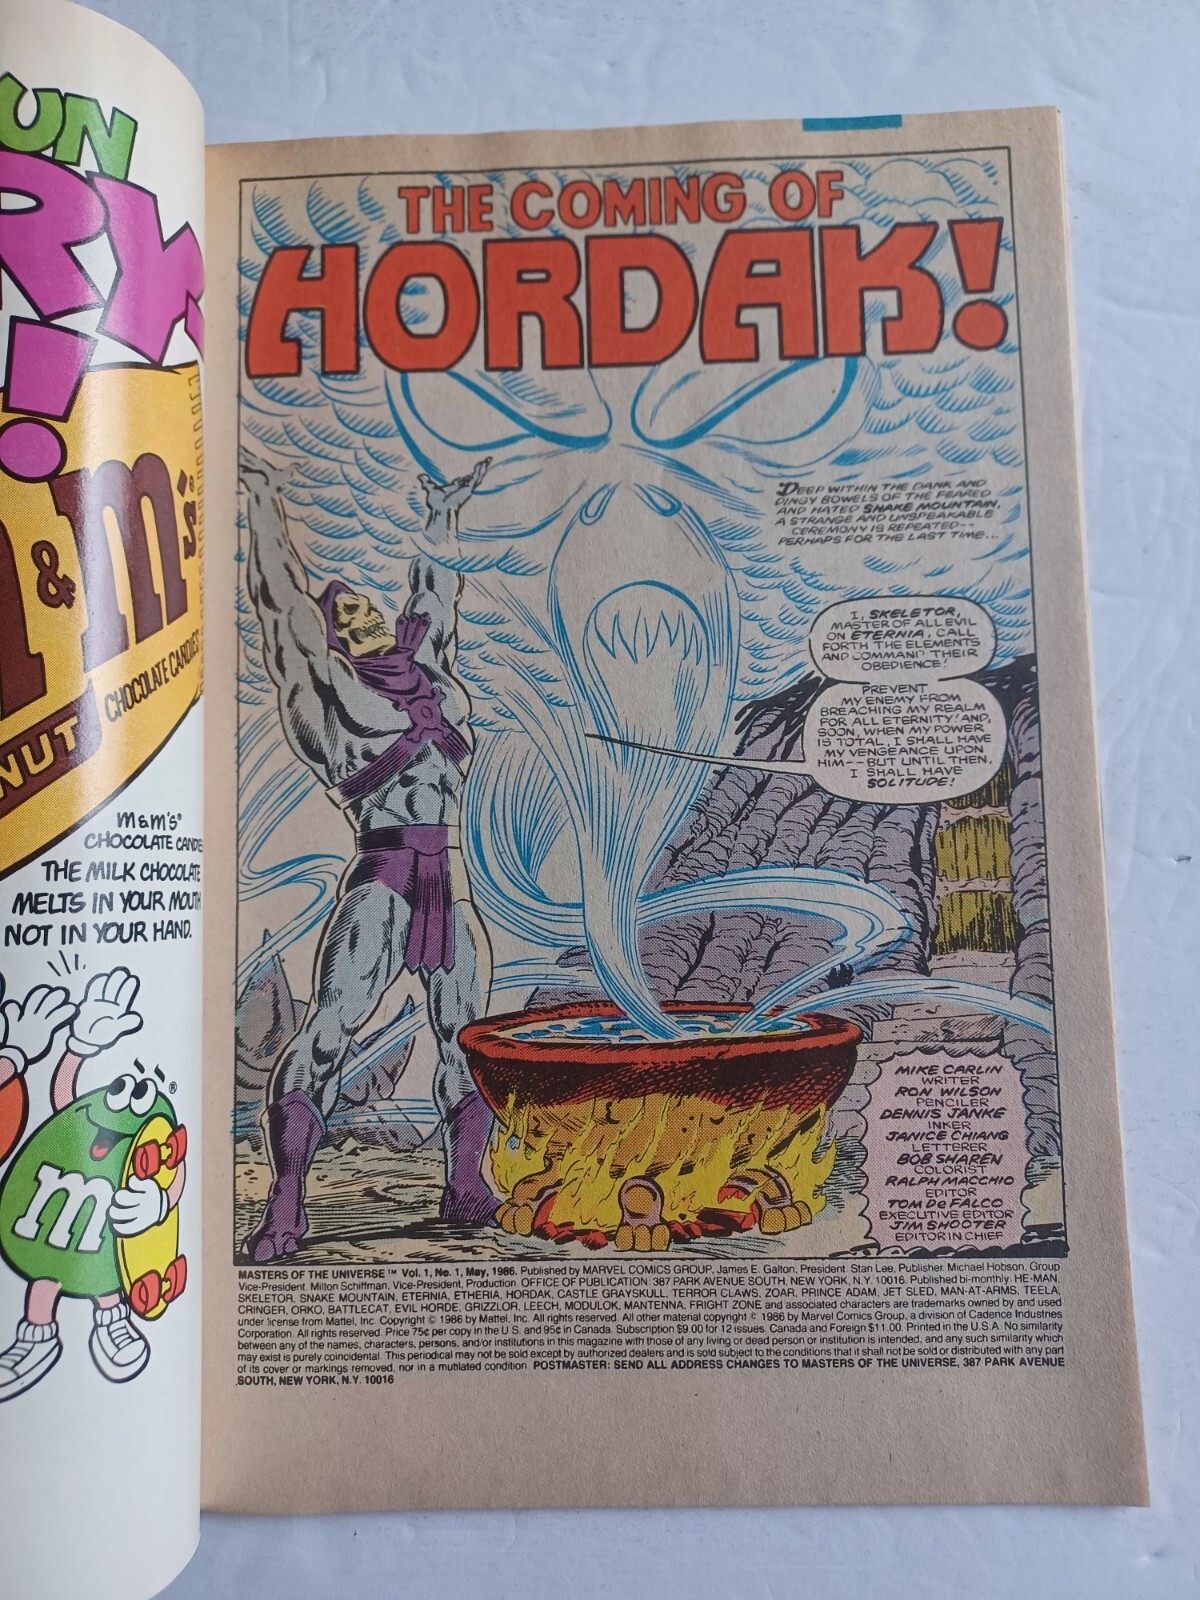 UN
RY
!
& m's®
CHOCOLATE CANDIES
NUT
M&M's®
CHOCOLATE CANDIE
THE MILK CHOCOLATE
MELTS IN YOUR MOUTH
NOT IN YOUR HAND.
®
m
THE COMING OF
HORDAK!
DEEP WITHIN THE DANK AND
DINGY BOWELS OF THE FEARED
AND HATED SNAKE MOUNTAIN,
A STRANGE AND UNSPEAKABLE
CEREMONY IS REPEATED--
PERHAPS FOR THE LAST TIME...
I, SKELETOR,
MASTER OF ALL EVIL
ON ETERNIA, CALL
FORTH THE ELEMENTS
AND COMMAND THEIR
OBEDIENCE!
PREVENT
MY ENEMY FROM
BREACHING MY REALM
FOR ALL ETERNITY! AND,
SOON, WHEN MY POWER
IS TOTAL, I SHALL HAVE
MY VENGEANCE UPON
HIM--BUT UNTIL THEN,
I SHALL HAVE
SOLITUDE!
MIKE CARLIN
WRITER
RON WILSON
PENCILER
DENNIS JANKE
INKER
JANICE CHIANG
LETTERER
BOB SHAREN
COLORIST
RALPH MACCHIO
EDITOR
TOM DeFALCO
EXECUTIVE EDITOR
JIM SHOOTER
EDITOR IN CHIEF
MASTERS OF THE UNIVERSE™ Vol. 1, No. 1, May, 1986. Published by MARVEL COMICS GROUP, James E. Galton, President. Stan Lee, Publisher. Michael Hobson, Group
Vice-President. Milton Schiffman, Vice-President, Production. OFFICE OF PUBLICATION: 387 PARK AVENUE SOUTH, NEW YORK, N.Y. 10016. Published bi-monthly. HE-MAN,
SKELETOR, SNAKE MOUNTAIN, ETERNIA, ETHERIA, HORDAK, CASTLE GRAYSKULL, TERROR CLAWS, ZOAR, PRINCE ADAM, JET SLED, MAN-AT-ARMS, TEELA,
CRINGER, ORKO, BATTLECAT, EVIL HORDE, GRIZZLOR, LEECH, MODULOK, MANTENNA, FRIGHT ZONE and associated characters are trademarks owned by and used
under license from Mattel, Inc. Copyright © 1986 by Mattel, Inc. All rights reserved. All other material copyright © 1986 by Marvel Comics Group, a division of Cadence Industries
Corporation. All rights reserved. Price 75¢ per copy in the U.S. and 95¢ in Canada. Subscription $9.00 for 12 issues. Canada and Foreign $11.00. Printed in the U.S.A. No similarity
between any of the names, characters, persons, and/or institutions in this magazine with those of any living or dead person or institution is intended, and any such similarity which
may exist is purely coincidental. This periodical may not be sold except by authorized dealers and is sold subject to the conditions that it shall not be sold or distributed with any part
of its cover or markings removed, nor in a mutilated condition. POSTMASTER: SEND ALL ADDRESS CHANGES TO MASTERS OF THE UNIVERSE, 387 PARK AVENUE
SOUTH, NEW YORK, N.Y. 10016